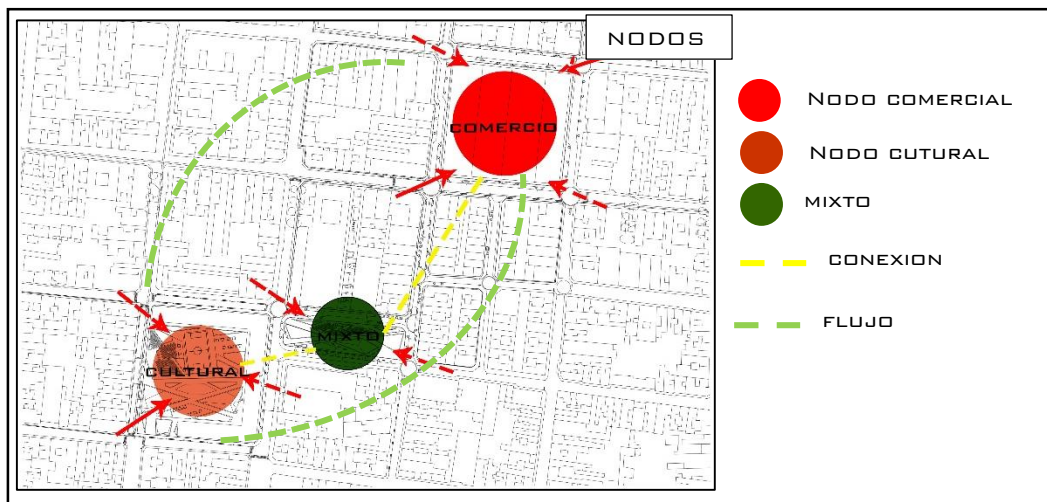 NODOS
COMERCIO
MIXTO
CULTURAL
NODO COMERCIAL
NODO CUTURAL
MIXTO
CONEXION
FLUJO